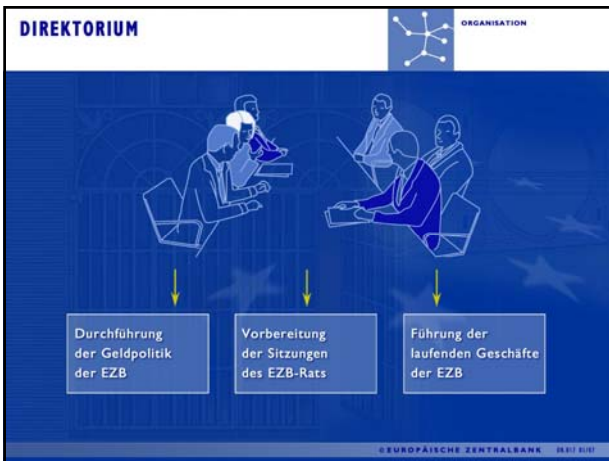 DIREKTORIUM
ORGANISATION
Durchführung
der Geldpolitik
der EZB
Vorbereitung
der Sitzungen
des EZB-Rats
Führung der
laufenden Geschäfte
der EZB
© EUROPÄISCHE ZENTRALBANK